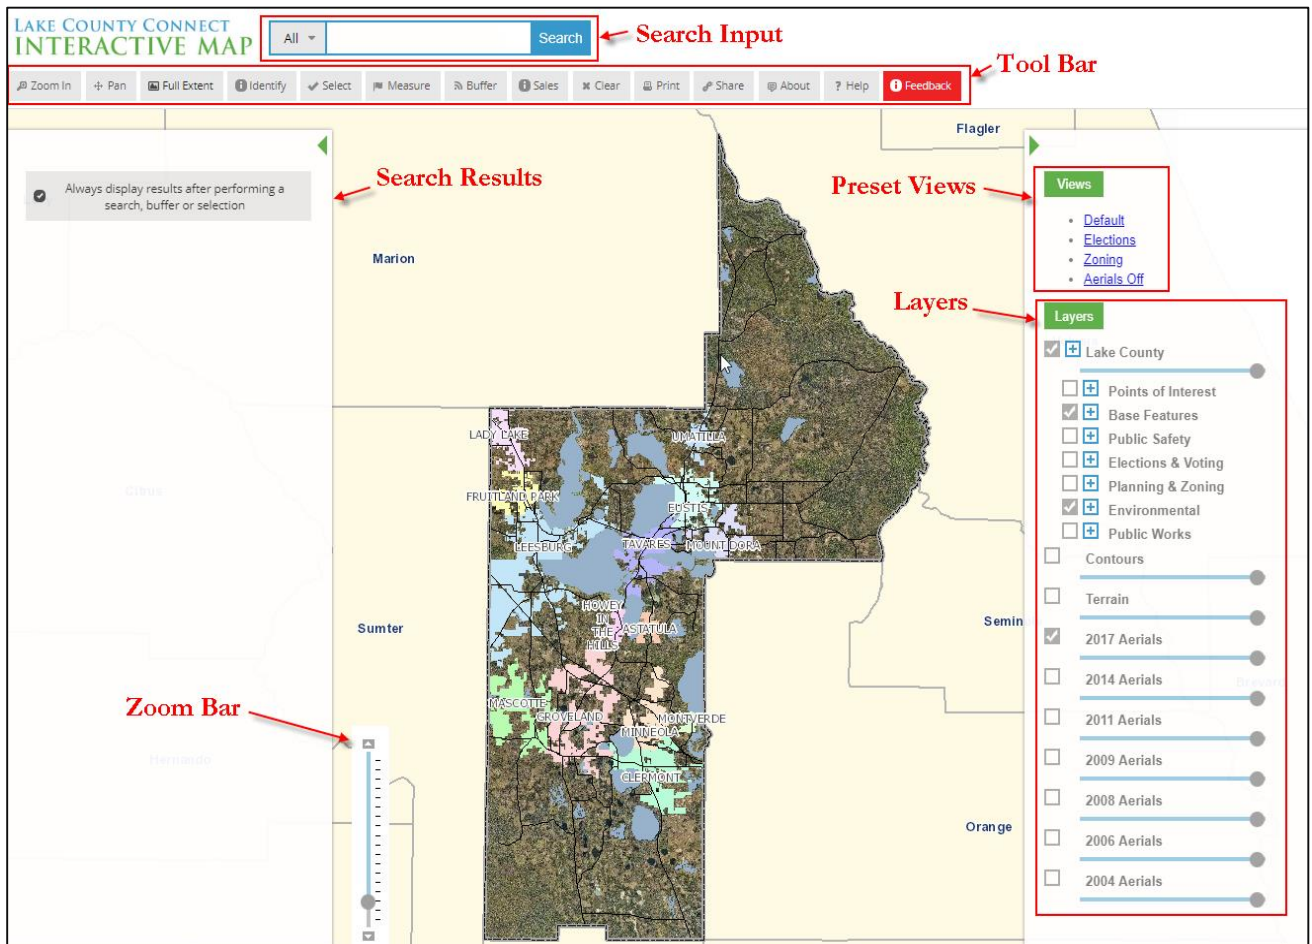 LAKE COUNTY CONNECT
INTERACTIVE MAP
All
Search
Search Input
Tool Bar
Zoom In
Pan
Full Extent
Identify
Select
Measure
Buffer
Sales
Clear
Print
Share
About
? Help
Feedback
Always display results after performing a
search, buffer or selection
Search Results
Flagler
Marion
Preset Views
Views
Default
Elections
Zoning
Aerials Off
Layers
Layers
Lake County
Points of Interest
Base Features
Public Safety
Elections & Voting
Planning & Zoning
Environmental
Public Works
Contours
Terrain
2017 Aerials
2014 Aerials
2011 Aerials
2009 Aerials
2008 Aerials
2006 Aerials
2004 Aerials
LADY LAKE
UMATILLA
FRUITLAND PARK
EUSTIS
Citrus
LEESBURG
TAVARES
MOUNT DORA
HOWEY
IN
THE
HILLS
ASTATULA
Sumter
Semin
Brevard
Zoom Bar
MASCOTTE
GROVELAND
MONTVERDE
MINNEOLA
Hernando
CLERMONT
Orange